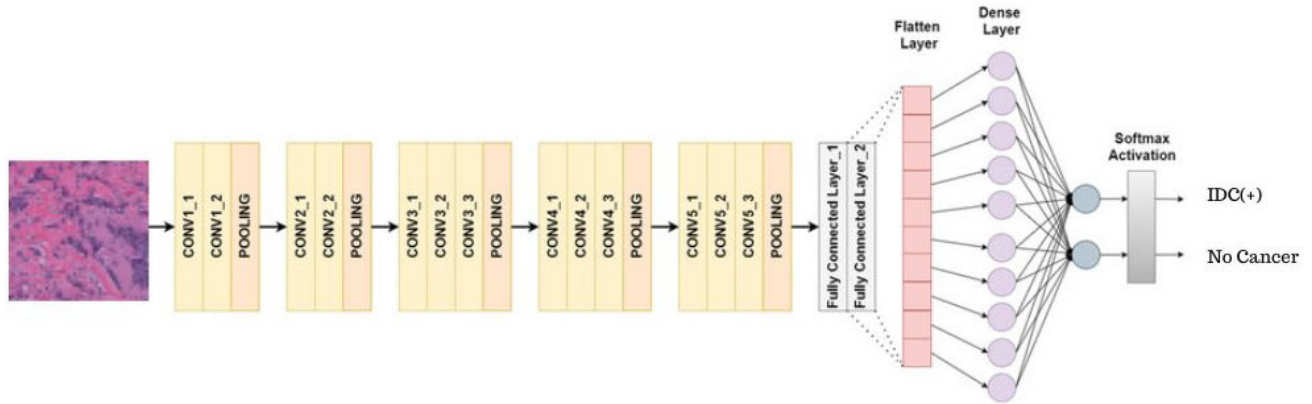 CONV1_1
CONV1_2
POOLING
CONV2_1
CONV2_2
POOLING
CONV3_1
CONV3_2
CONV3_3
POOLING
CONV4_1
CONV4_2
CONV4_3
POOLING
CONV5_1
CONV5_2
CONV5_3
POOLING
Fully Connected Layer_1
Fully Connected Layer_2
Flatten
Layer
Dense
Layer
Softmax
Activation
IDC(+)
No Cancer